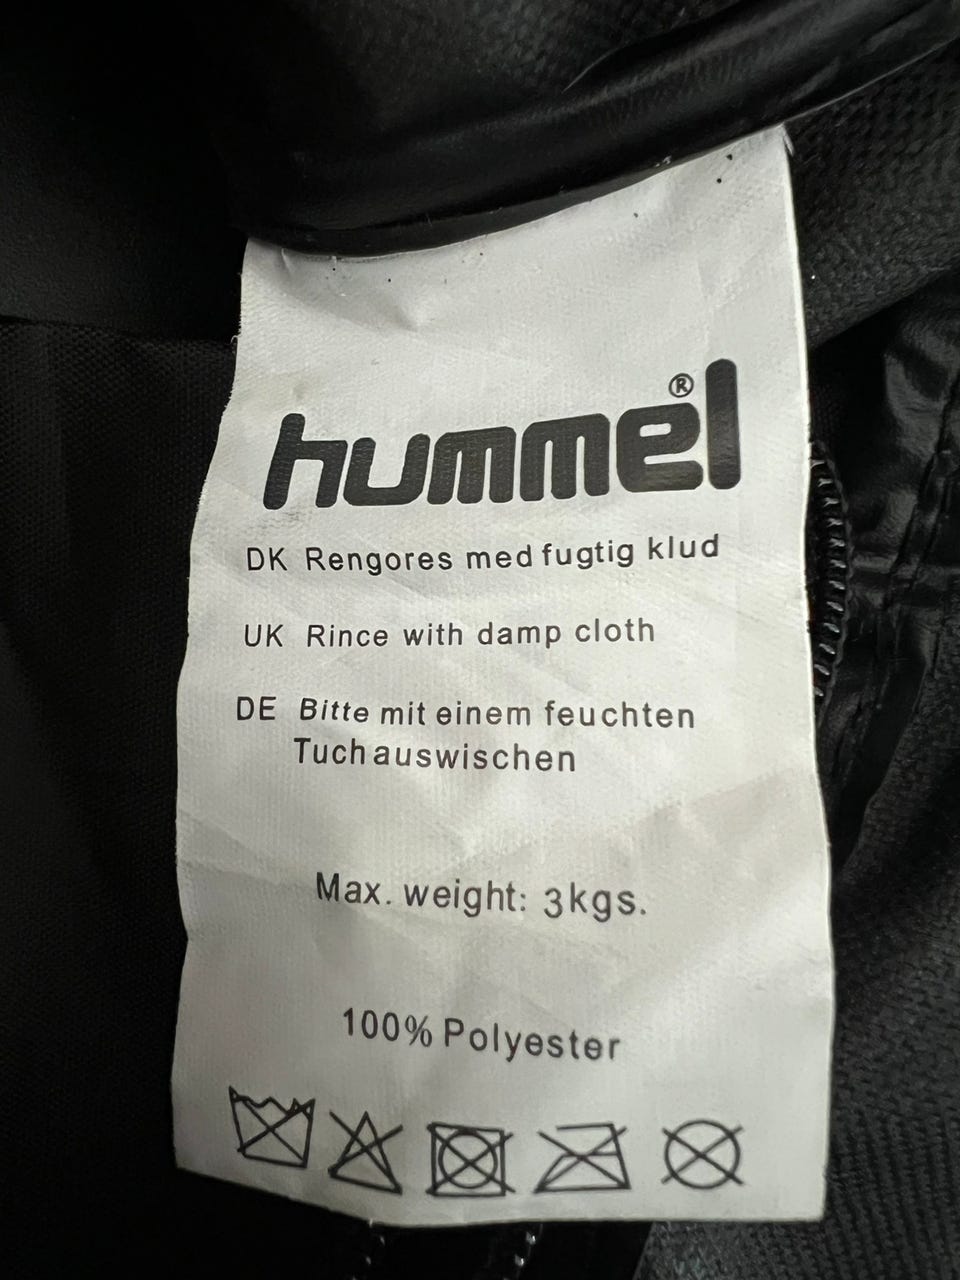 hummel®
DK Rengores med fugtig klud
UK Rince with damp cloth
DE Bitte mit einem feuchten
Tuch auswischen
Max. weight: 3kgs.
100% Polyester